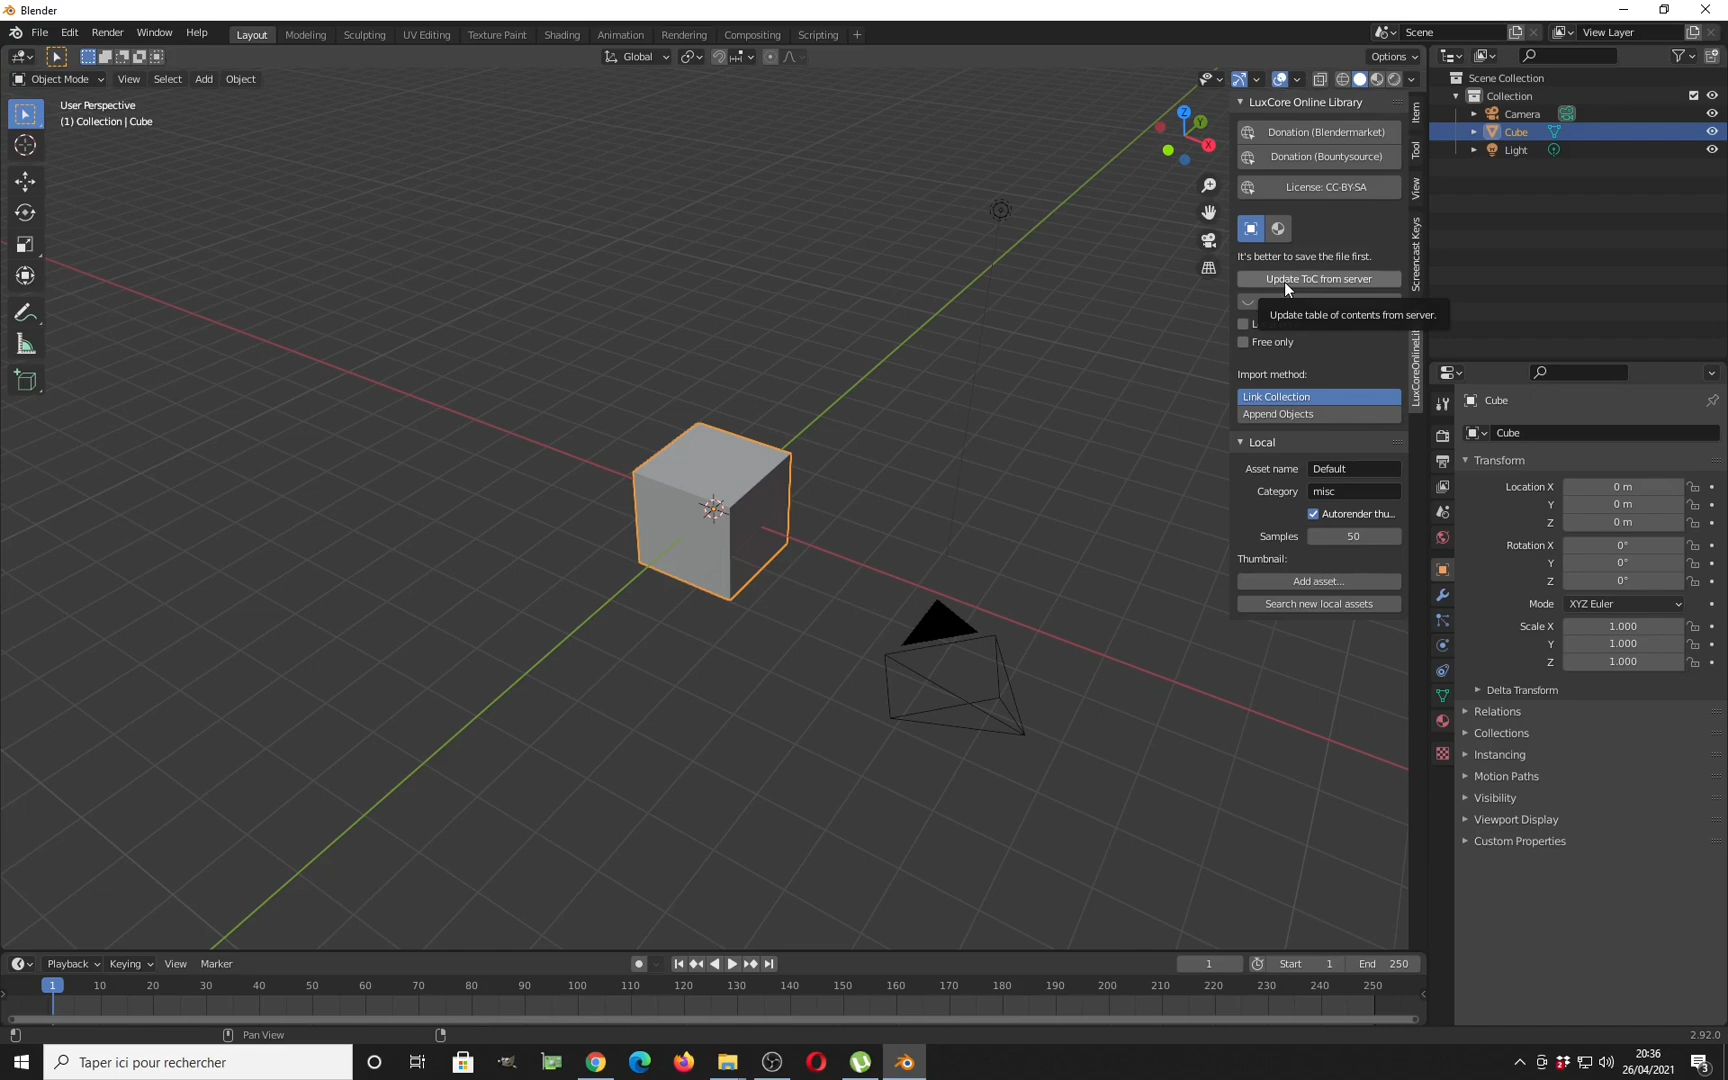 Blender
File Edit Render Window Help Layout Modeling Sculpting UV Editing Texture Paint Shading Animation Rendering Compositing Scripting + Scene View Layer
Global Options
Object Mode View Select Add Object
User Perspective
(1) Collection | Cube
X
Y
Z
LuxCore Online Library
Donation (Blendermarket)
Donation (Bountysource)
License: CC-BY-SA
It's better to save the file first.
Update ToC from server
Update table of contents from server.
Free only
Import method:
Link Collection
Append Objects
Local
Asset name Default
Category misc
Autorender thu...
Samples 50
Thumbnail:
Add asset...
Search new local assets
Item
Tool
View
Screencast Keys
LuxCoreOnlineLib
Scene Collection
Collection
Camera
Cube
Light
Cube
Cube
Transform
Location X 0 m
Y 0 m
Z 0 m
Rotation X 0°
Y 0°
Z 0°
Mode XYZ Euler
Scale X 1.000
Y 1.000
Z 1.000
Delta Transform
Relations
Collections
Instancing
Motion Paths
Visibility
Viewport Display
Custom Properties
Playback Keying View Marker 1 Start 1 End 250
1 10 20 30 40 50 60 70 80 90 100 110 120 130 140 150 160 170 180 190 200 210 220 230 240 250
Pan View 2.92.0
Taper ici pour rechercher
20:36
26/04/2021
3